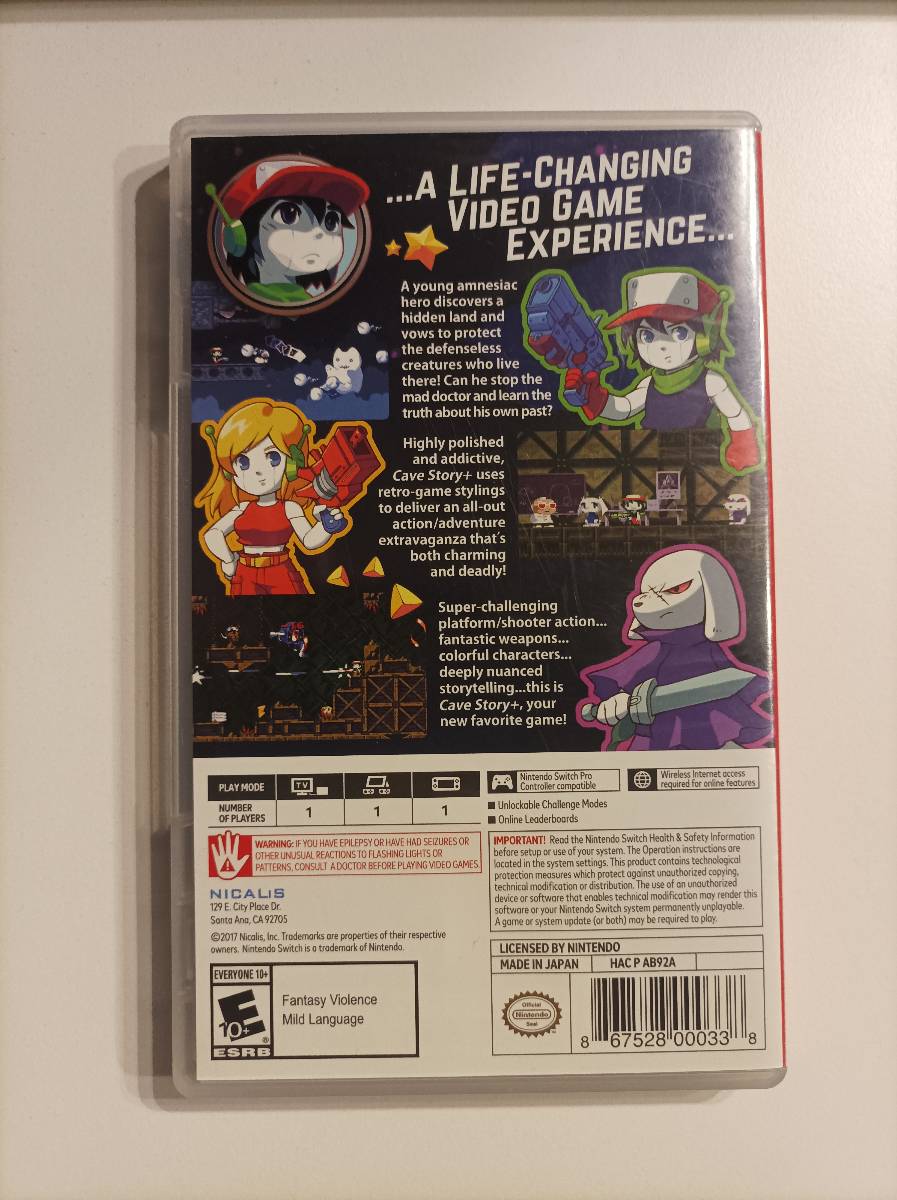 ...A LIFE-CHANGING
VIDEO GAME
EXPERIENCE...
A young amnesiac
hero discovers a
hidden land and
vows to protect
the defenseless
creatures who live
there! Can he stop the
mad doctor and learn the
truth about his own past?
Highly polished
and addictive,
Cave Story+ uses
retro-game stylings
to deliver an all-out
action/adventure
extravaganza that's
both charming
and deadly!
Super-challenging
platform/shooter action...
fantastic weapons...
colorful characters...
deeply nuanced
storytelling...this is
Cave Story+, your
new favorite game!
PLAY MODE
TV
NUMBER
OF PLAYERS
1
1
1
Nintendo Switch Pro
Controller compatible
Wireless Internet access
required for online features
Unlockable Challenge Modes
Online Leaderboards
WARNING: IF YOU HAVE EPILEPSY OR HAVE HAD SEIZURES OR
OTHER UNUSUAL REACTIONS TO FLASHING LIGHTS OR
PATTERNS, CONSULT A DOCTOR BEFORE PLAYING VIDEO GAMES.
NICALIS
129 E. City Place Dr.
Santa Ana, CA 92705
©2017 Nicalis, Inc. Trademarks are properties of their respective
owners. Nintendo Switch is a trademark of Nintendo.
IMPORTANT! Read the Nintendo Switch Health & Safety Information
before setup or use of your system. The Operation instructions are
located in the system settings. This product contains technological
protection measures which protect against unauthorized copying,
technical modification or distribution. The use of an unauthorized
device or software that enables technical modification may render this
software or your Nintendo Switch system permanently unplayable.
A game or system update (or both) may be required to play.
EVERYONE 10+
E
10+
®
ESRB
Fantasy Violence
Mild Language
LICENSED BY NINTENDO
MADE IN JAPAN
HAC P AB92A
Official
Nintendo
Seal
8 67528 00033 8